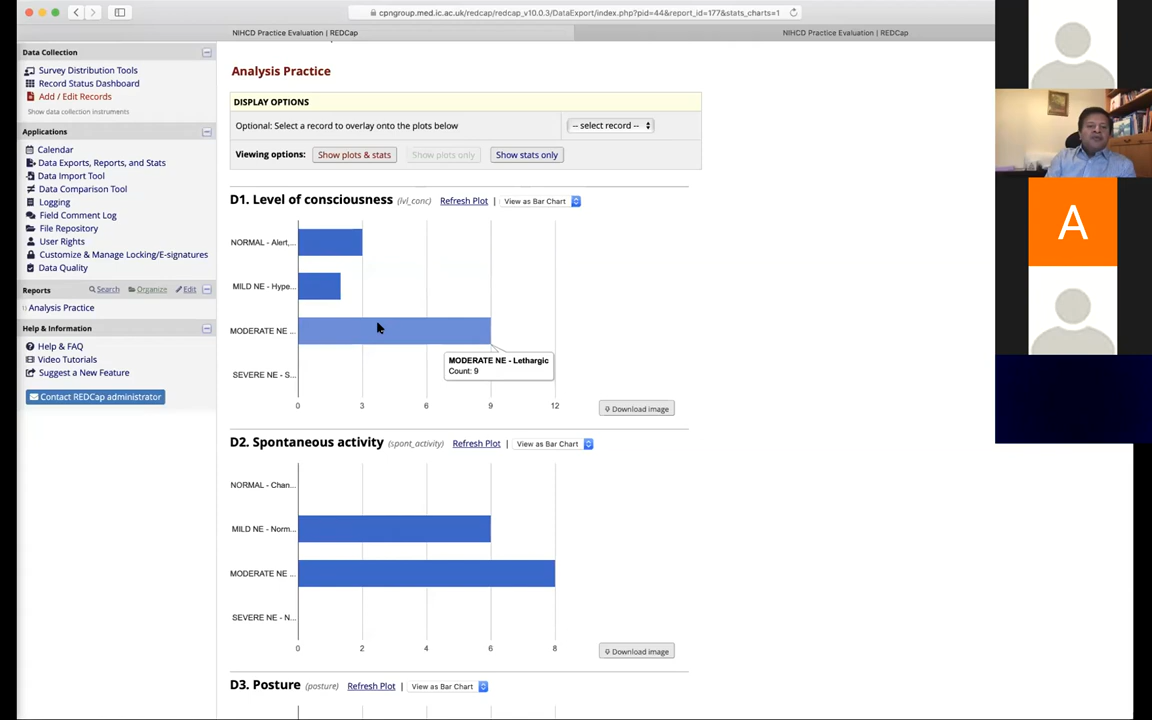 cpngroup.med.ic.ac.uk/redcap/redcap_v10.0.3/DataExport/index.php?pid=44&report_id=177&stats_charts=1
NIHCD Practice Evaluation | REDCap
NIHCD Practice Evaluation | REDCap
Data Collection
Survey Distribution Tools
Record Status Dashboard
Add / Edit Records
Show data collection instruments
Applications
Calendar
Data Exports, Reports, and Stats
Data Import Tool
Data Comparison Tool
Logging
Field Comment Log
File Repository
User Rights
Customize & Manage Locking/E-signatures
Data Quality
Reports Search Organize Edit
Analysis Practice
Help & Information
Help & FAQ
Video Tutorials
Suggest a New Feature
Contact REDCap administrator
Analysis Practice
DISPLAY OPTIONS
Optional: Select a record to overlay onto the plots below -- select record --
Viewing options: Show plots & stats Show plots only Show stats only
D1. Level of consciousness (lvl_conc) Refresh Plot | View as Bar Chart
NORMAL - Alert,...
MILD NE - Hype...
MODERATE NE ...
MODERATE NE - Lethargic
Count: 9
SEVERE NE - S...
0 3 6 9 12
Download image
D2. Spontaneous activity (spont_activity) Refresh Plot | View as Bar Chart
NORMAL - Chan...
MILD NE - Norm...
MODERATE NE ...
SEVERE NE - N...
0 2 4 6 8
Download image
D3. Posture (posture) Refresh Plot | View as Bar Chart
A